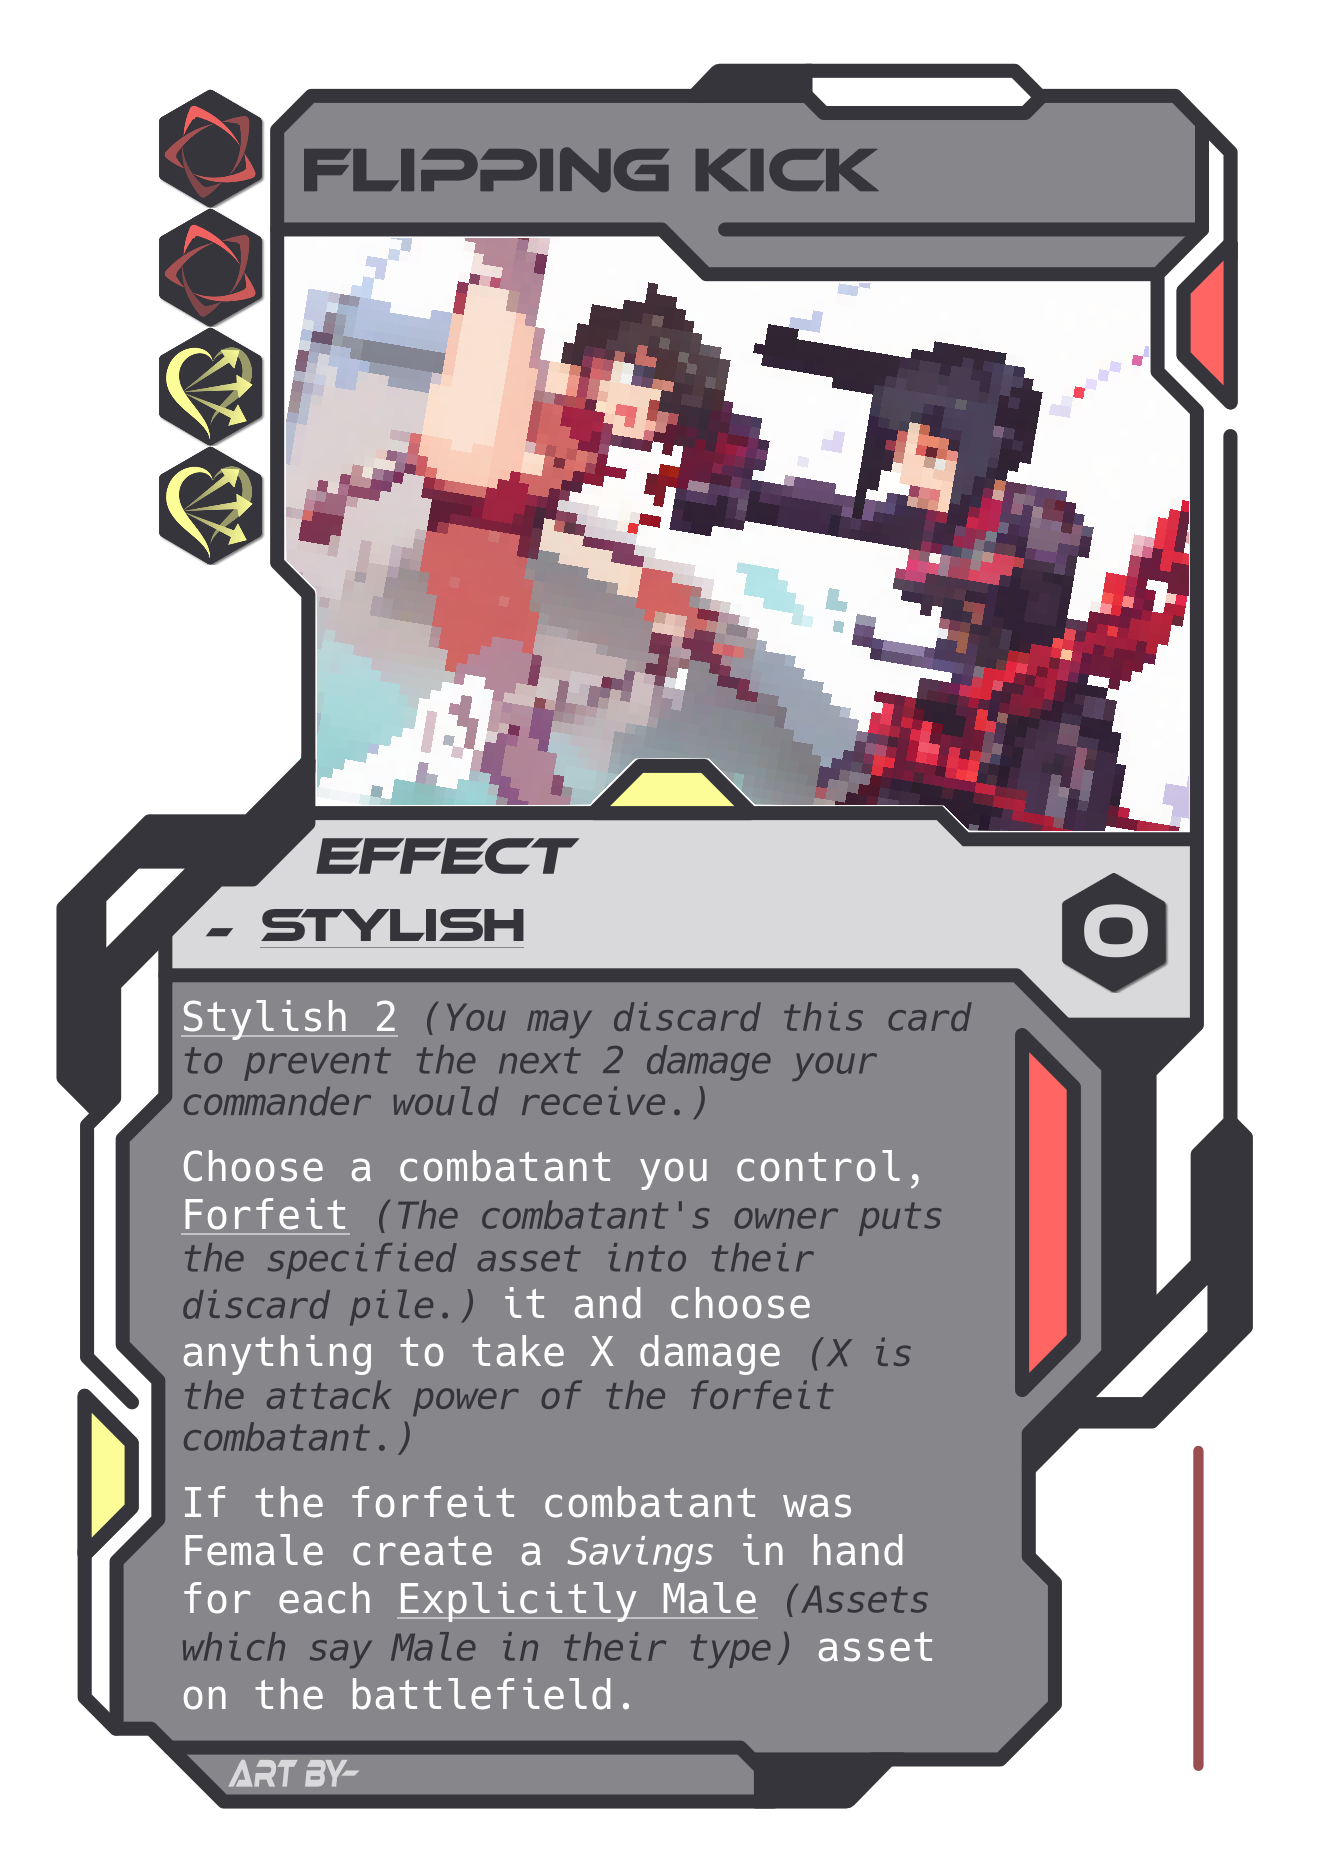 FLIPPING KICK
EFFECT
- STYLISH
0
Stylish 2 (You may discard this card
to prevent the next 2 damage your
commander would receive.)
Choose a combatant you control,
Forfeit (The combatant's owner puts
the specified asset into their
discard pile.) it and choose
anything to take X damage (X is
the attack power of the forfeit
combatant.)
If the forfeit combatant was
Female create a Savings in hand
for each Explicitly Male (Assets
which say Male in their type) asset
on the battlefield.
ART BY-